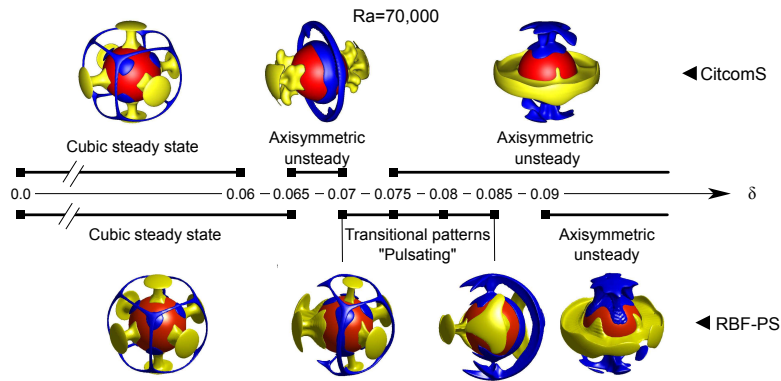 Ra=70,000
◄ CitcomS
Cubic steady state
Axisymmetric
unsteady
Axisymmetric
unsteady
0.0 0.06 0.065 0.07 0.075 0.08 0.085 0.09 δ
Cubic steady state
Transitional patterns
"Pulsating"
Axisymmetric
unsteady
◄ RBF-PS